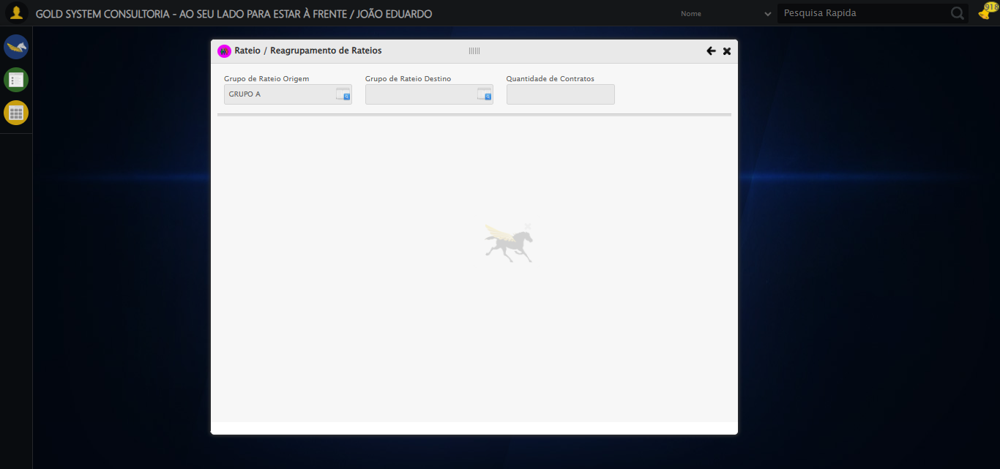 GOLD SYSTEM CONSULTORIA - AO SEU LADO PARA ESTAR À FRENTE / JOÃO EDUARDO
Nome
Pesquisa Rapida
918
Rateio / Reagrupamento de Rateios
Grupo de Rateio Origem
Grupo de Rateio Destino
Quantidade de Contratos
GRUPO A